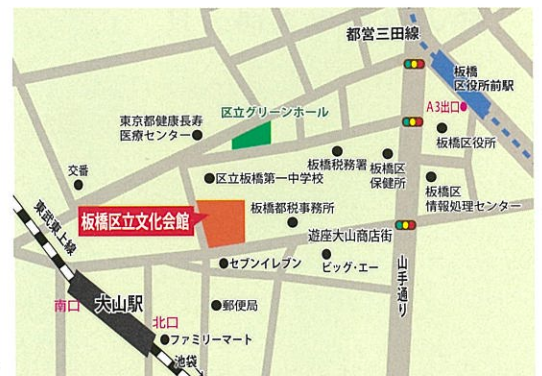 都営三田線
板橋
区役所前駅
A3出口
区立グリーンホール
東京都健康長寿
医療センター
板橋区役所
板橋税務署
板橋区
保健所
交番
区立板橋第一中学校
板橋区
情報処理センター
板橋都税事務所
板橋区立文化会館
東武東上線
遊座大山商店街
セブンイレブン
ビッグ・エー
山手通り
南口
大山駅
北口
郵便局
ファミリーマート
池袋